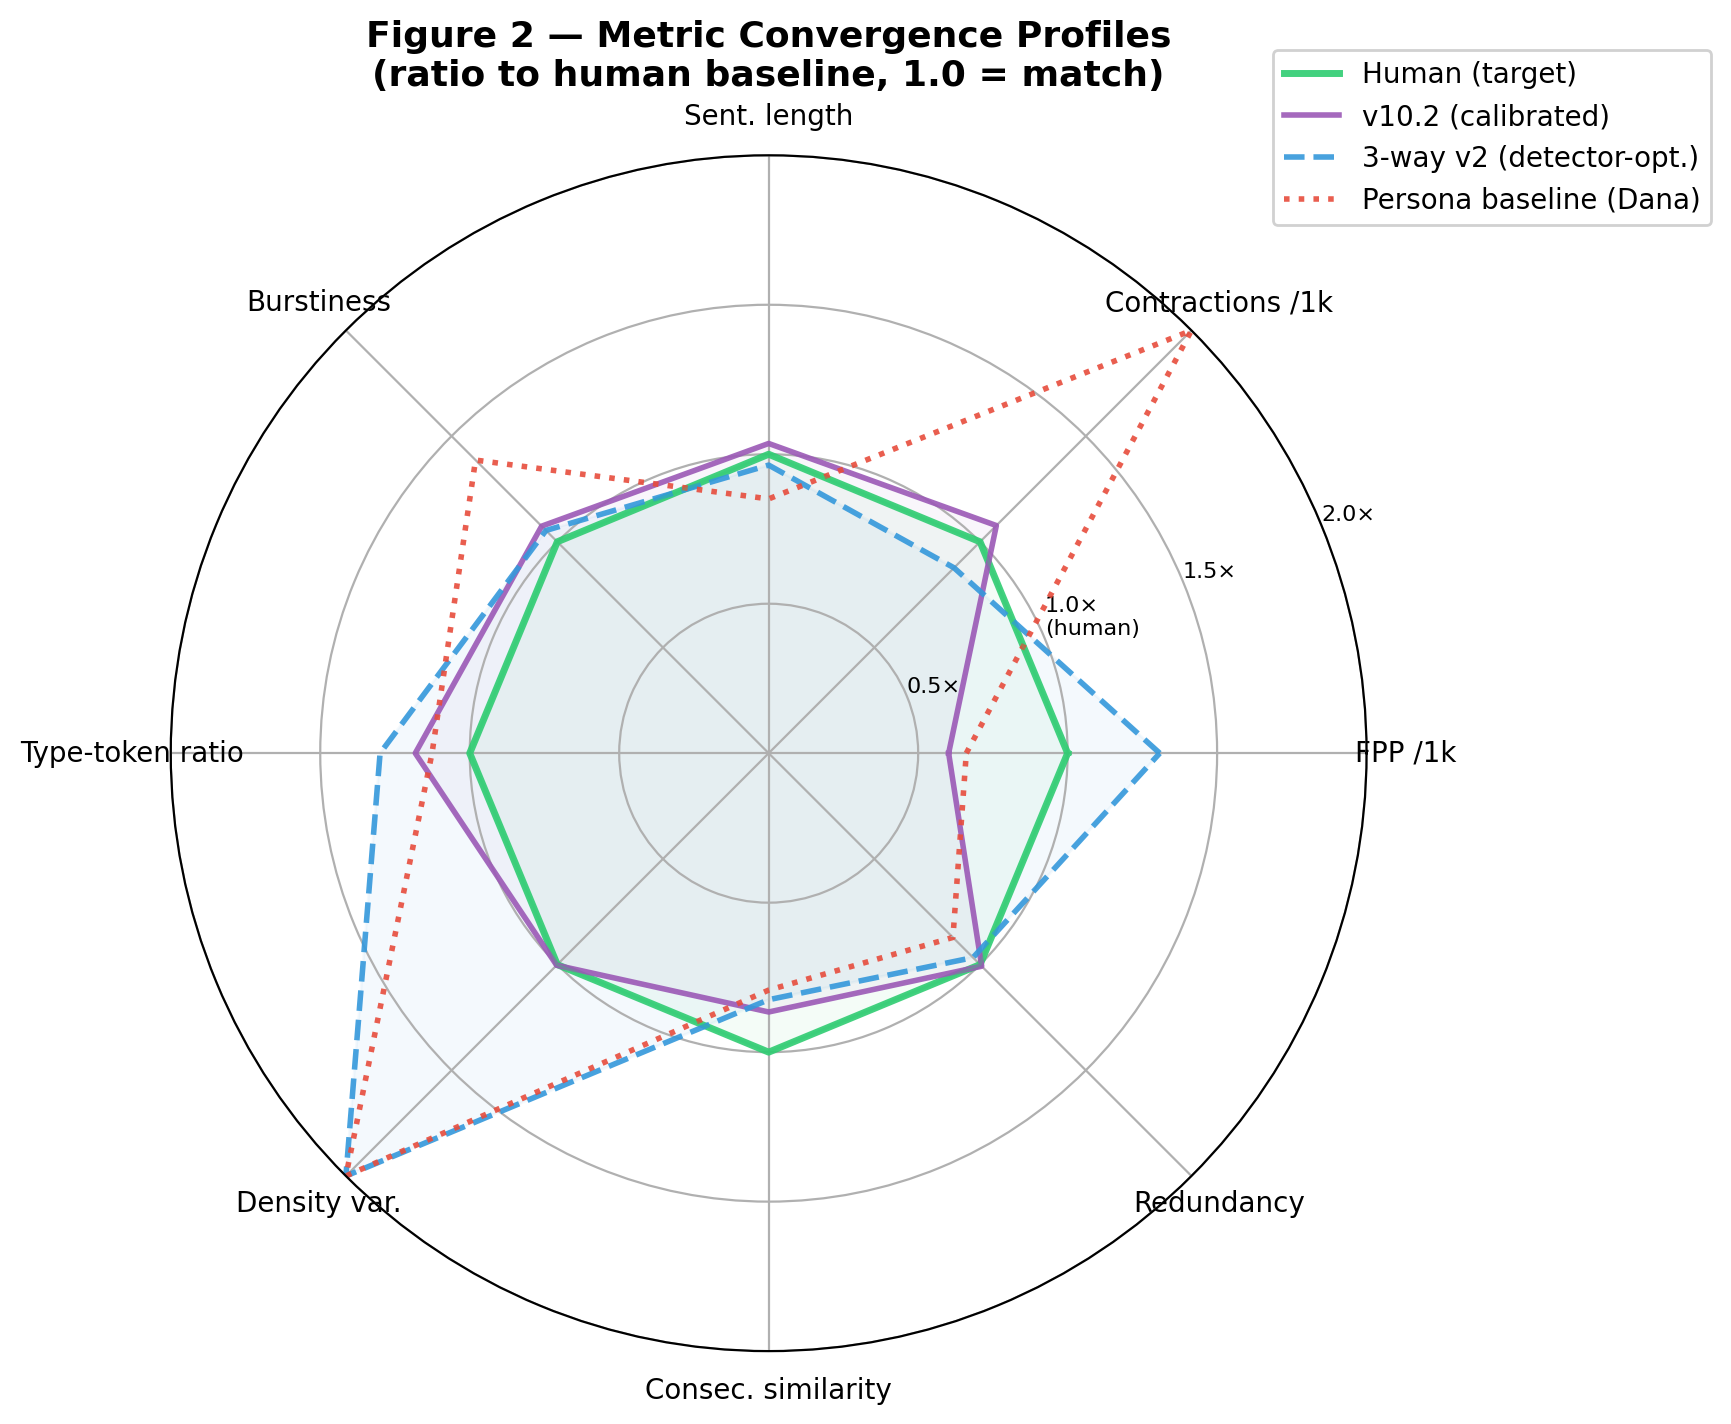 Figure 2 — Metric Convergence Profiles
(ratio to human baseline, 1.0 = match)
Human (target)
v10.2 (calibrated)
3-way v2 (detector-opt.)
Persona baseline (Dana)
Sent. length
Burstiness
Contractions /1k
2.0×
1.5×
1.0×
(human)
0.5×
Type-token ratio
FPP /1k
Density var.
Redundancy
Consec. similarity